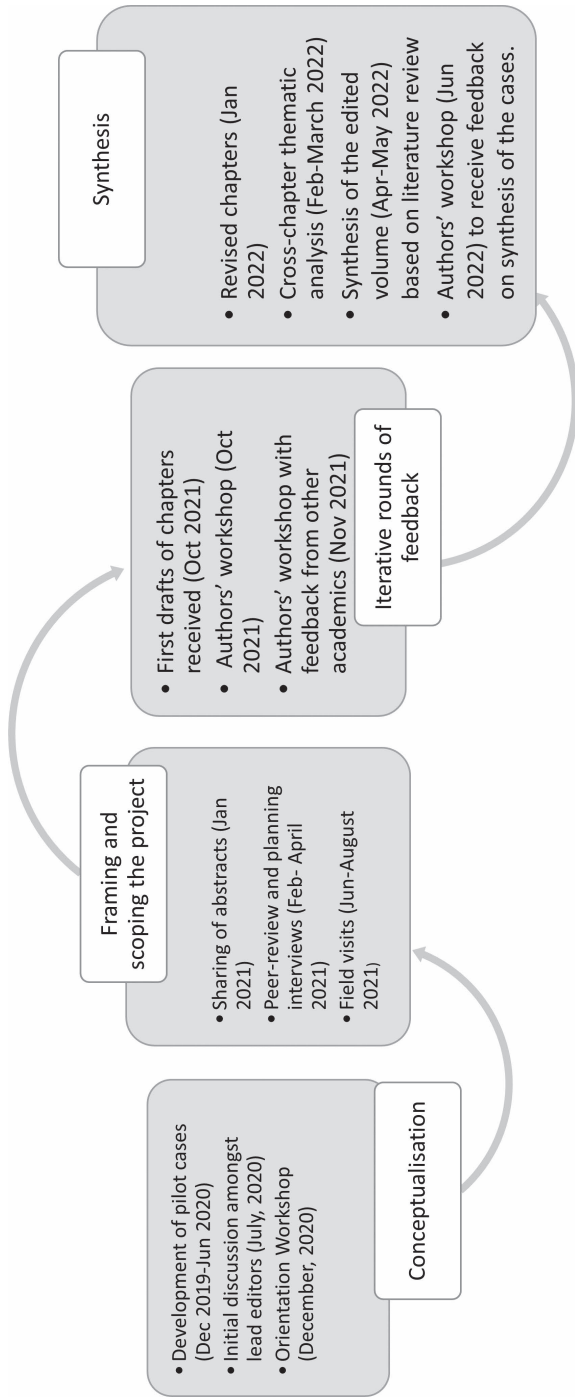 • Development of pilot cases
(Dec 2019-Jun 2020)
• Initial discussion amongst
lead editors (July, 2020)
• Orientation Workshop
(December, 2020)
Conceptualisation
Framing and
scoping the project
• Sharing of abstracts (Jan
2021)
• Peer-review and planning
interviews (Feb- April
2021)
• Field visits (Jun-August
2021)
• First drafts of chapters
received (Oct 2021)
• Authors’ workshop (Oct
2021)
• Authors’ workshop with
feedback from other
academics (Nov 2021)
Iterative rounds of
feedback
Synthesis
• Revised chapters (Jan
2022)
• Cross-chapter thematic
analysis (Feb-March 2022)
• Synthesis of the edited
volume (Apr-May 2022)
based on literature review
• Authors’ workshop (Jun
2022) to receive feedback
on synthesis of the cases.